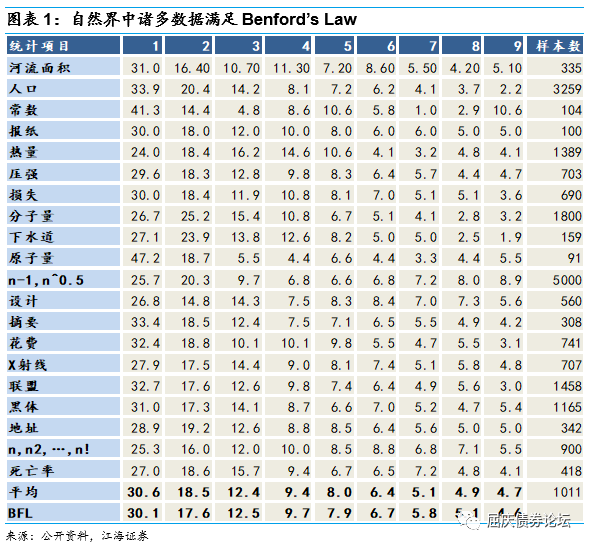 图表 1：自然界中诸多数据满足 Benford's Law
统计项目 1 2 3 4 5 6 7 8 9 样本数
河流面积 31.0 16.40 10.70 11.30 7.20 8.60 5.50 4.20 5.10 335
人口 33.9 20.4 14.2 8.1 7.2 6.2 4.1 3.7 2.2 3259
常数 41.3 14.4 4.8 8.6 10.6 5.8 1.0 2.9 10.6 104
报纸 30.0 18.0 12.0 10.0 8.0 6.0 6.0 5.0 5.0 100
热量 24.0 18.4 16.2 14.6 10.6 4.1 3.2 4.8 4.1 1389
压强 29.6 18.3 12.8 9.8 8.3 6.4 5.7 4.4 4.7 703
损失 30.0 18.4 11.9 10.8 8.1 7.0 5.1 5.1 3.6 690
分子量 26.7 25.2 15.4 10.8 6.7 5.1 4.1 2.8 3.2 1800
下水道 27.1 23.9 13.8 12.6 8.2 5.0 5.0 2.5 1.9 159
原子量 47.2 18.7 5.5 4.4 6.6 4.4 3.3 4.4 5.5 91
n-1,n^0.5 25.7 20.3 9.7 6.8 6.6 6.8 7.2 8.0 8.9 5000
设计 26.8 14.8 14.3 7.5 8.3 8.4 7.0 7.3 5.6 560
摘要 33.4 18.5 12.4 7.5 7.1 6.5 5.5 4.9 4.2 308
花费 32.4 18.8 10.1 10.1 9.8 5.5 4.7 5.5 3.1 741
X射线 27.9 17.5 14.4 9.0 8.1 7.4 5.1 5.8 4.8 707
联盟 32.7 17.6 12.6 9.8 7.4 6.4 4.9 5.6 3.0 1458
黑体 31.0 17.3 14.1 8.7 6.6 7.0 5.2 4.7 5.4 1165
地址 28.9 19.2 12.6 8.8 8.5 6.4 5.6 5.0 5.0 342
n,n2,…,n! 25.3 16.0 12.0 10.0 8.5 8.8 6.8 7.1 5.5 900
死亡率 27.0 18.6 15.7 9.4 6.7 6.5 7.2 4.8 4.1 418
平均 30.6 18.5 12.4 9.4 8.0 6.4 5.1 4.9 4.7 1011
BFL 30.1 17.6 12.5 9.7 7.9 6.7 5.8 5.1 4.6
屈庆债券论坛
来源：公开资料，江海证券